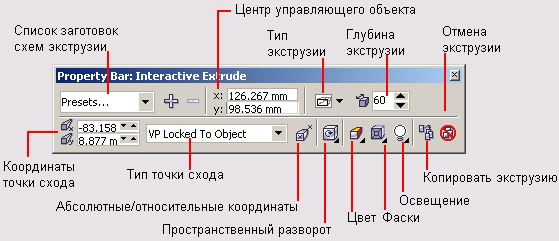 Центр управляющего объекта
Список заготовок
схем экструзии
Тип
экструзии
Глубина
экструзии
Отмена
экструзии
Property Bar: Interactive Extrude
Presets...
x: 126.267 mm
y: 98.536 mm
60
-83.158
8.877 m
VP Locked To Object
Координаты
точки схода
Тип точки схода
Копировать экструзию
Освещение
Абсолютные/относительные координаты
Цвет
Фаски
Пространственный разворот